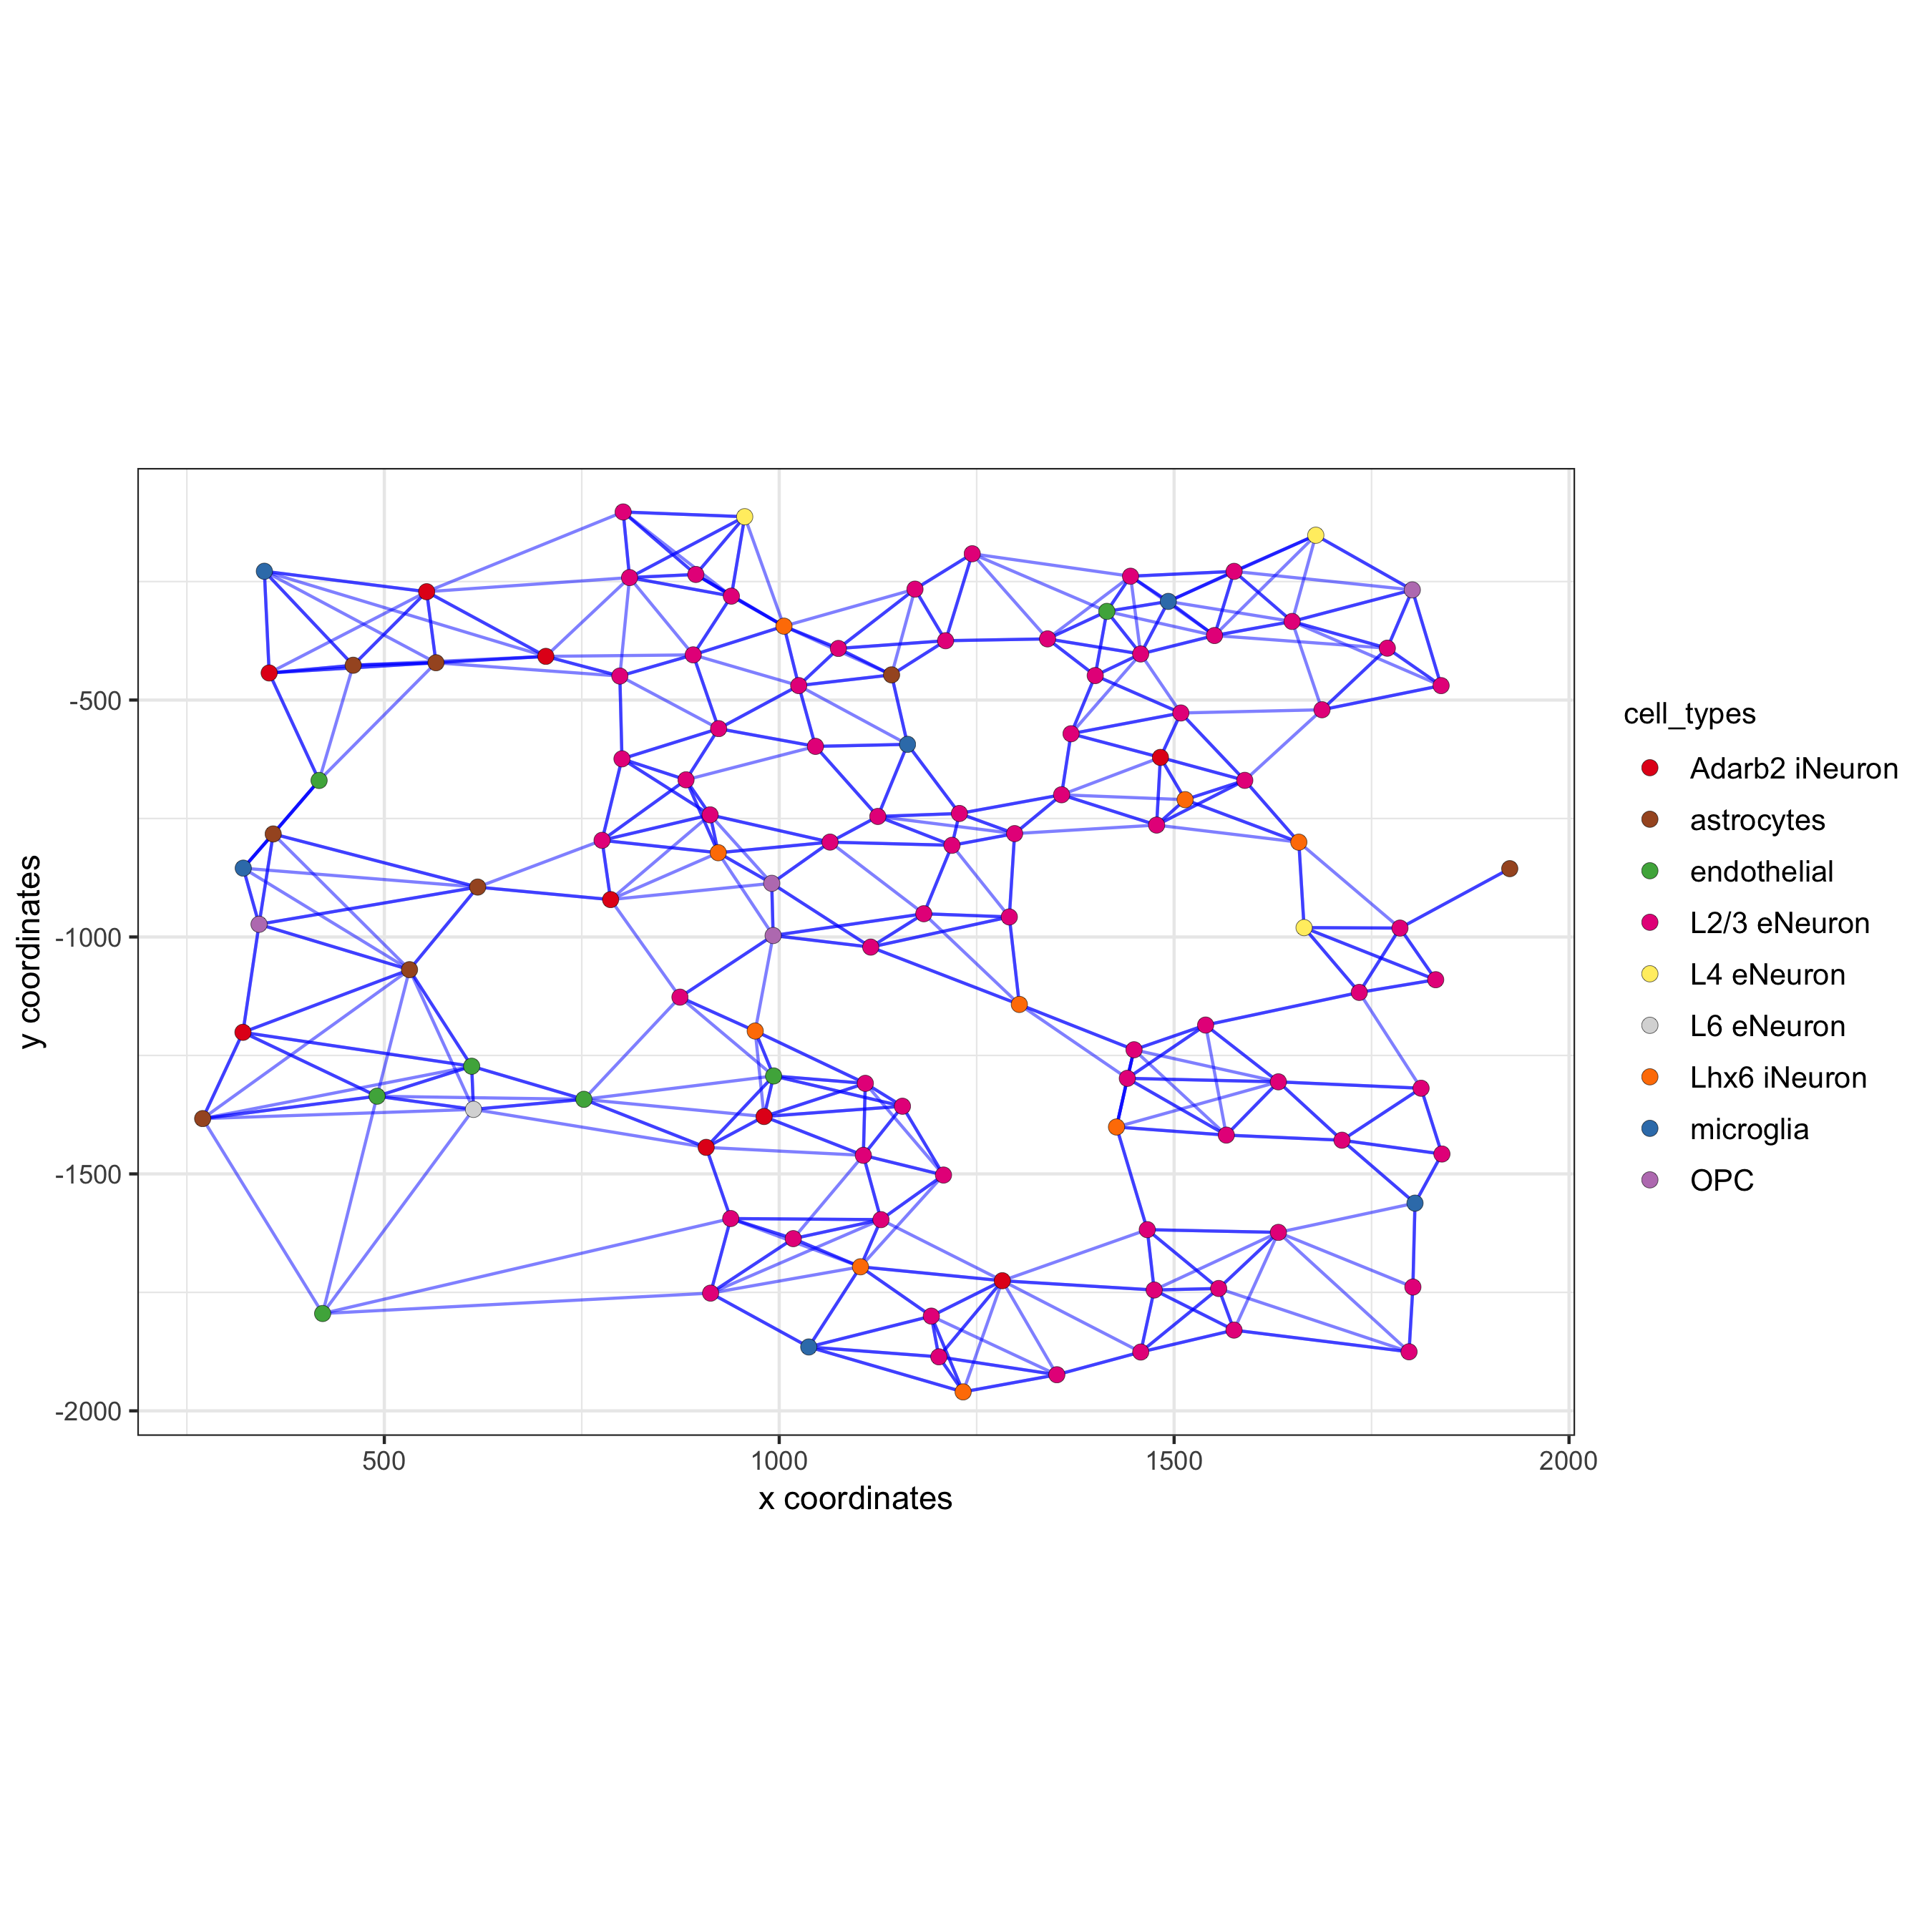 -500
-1000
-1500
-2000
y coordinates
500
1000
1500
2000
x coordinates
cell_types
Adarb2 iNeuron
astrocytes
endothelial
L2/3 eNeuron
L4 eNeuron
L6 eNeuron
Lhx6 iNeuron
microglia
OPC